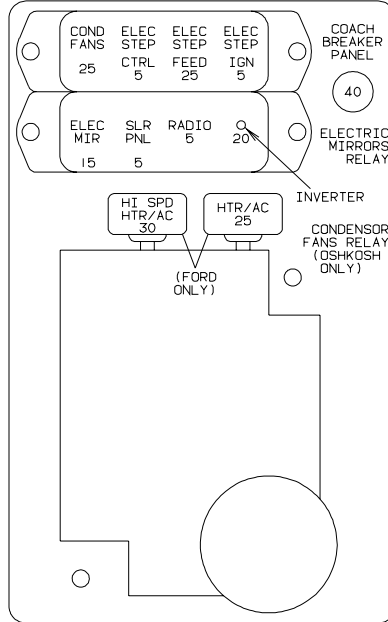 COND ELEC ELEC ELEC
FANS STEP STEP STEP
25 CTRL FEED IGN
5 25 5
COACH
BREAKER
PANEL
40
ELEC SLR RADIO
MIR PNL 5 20
15 5
ELECTRIC
MIRRORS
RELAY
INVERTER
HI SPD
HTR/AC
30
HTR/AC
25
(FORD
ONLY)
CONDENSOR
FANS RELAY
(OSHKOSH
ONLY)